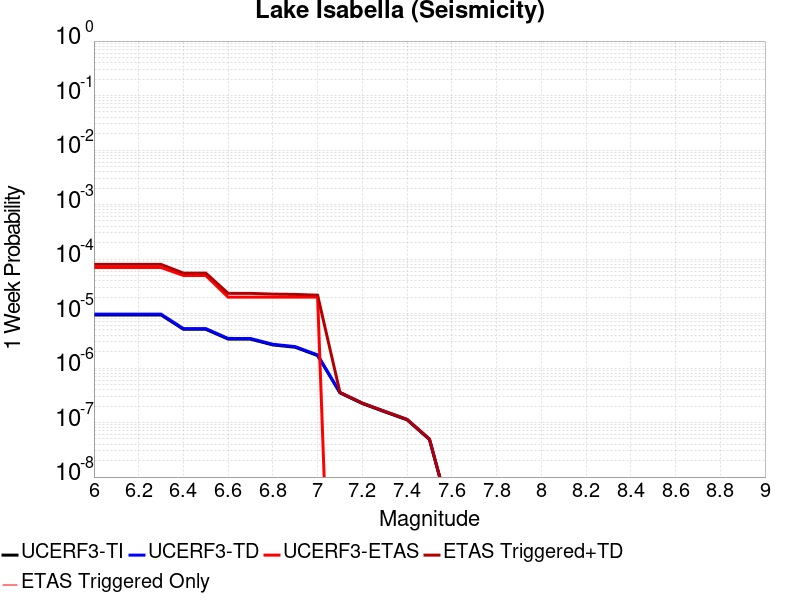 Lake Isabella (Seismicity)
1 Week Probability
10^0
10^-1
10^-2
10^-3
10^-4
10^-5
10^-6
10^-7
10^-8
6 6.2 6.4 6.6 6.8 7 7.2 7.4 7.6 7.8 8 8.2 8.4 8.6 8.8 9
Magnitude
UCERF3-TI UCERF3-TD UCERF3-ETAS ETAS Triggered+TD
ETAS Triggered Only